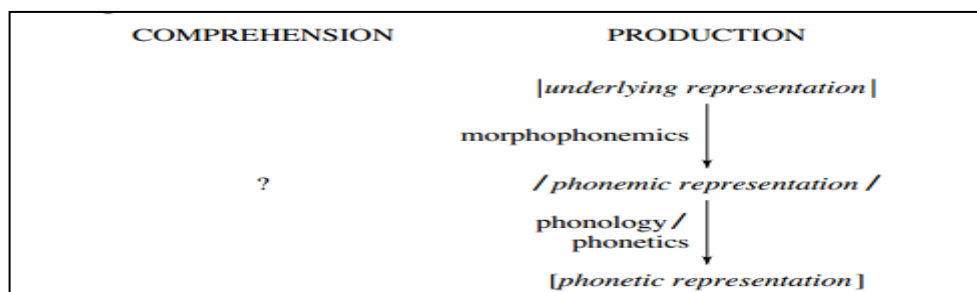 COMPREHENSION PRODUCTION
|underlying representation|
morphophonemics
? / phonemic representation /
phonology /
phonetics
[phonetic representation]